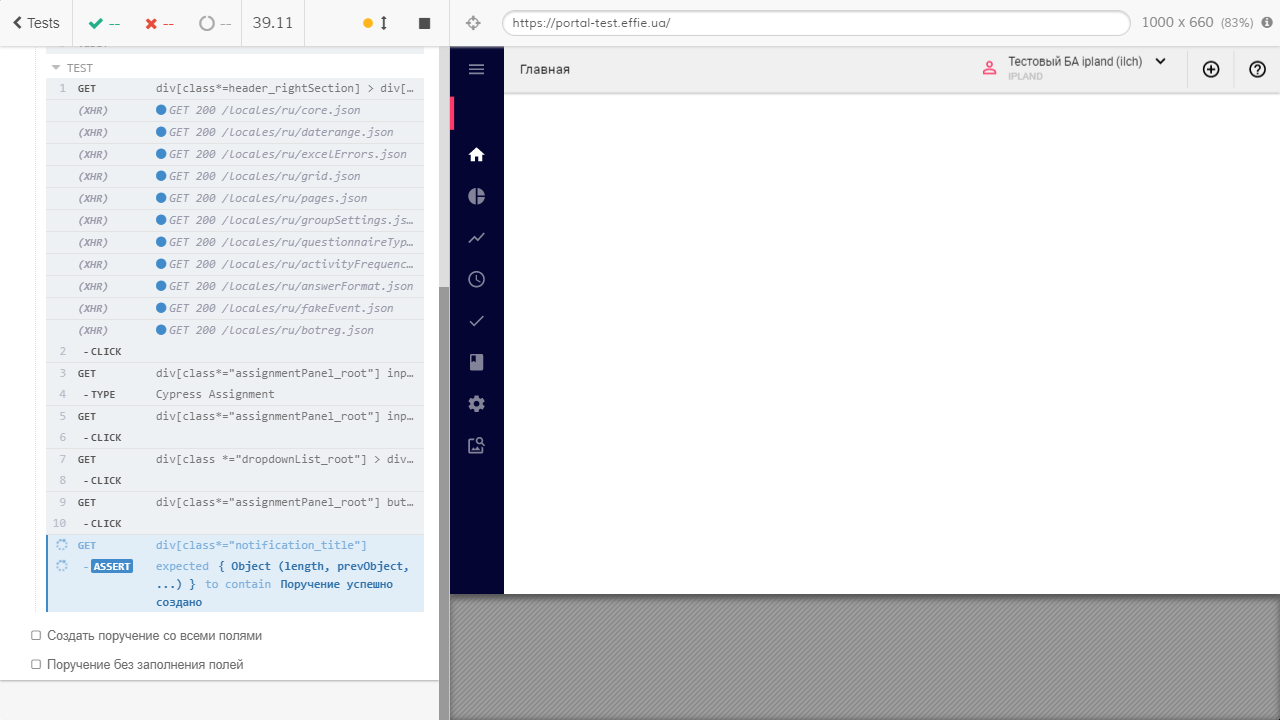 Tests
--
--
--
39.11
https://portal-test.effie.ua/
1000 x 660 (83%)
TEST
1 GET div[class*=header_rightSection] > div[…
(XHR) GET 200 /locales/ru/core.json
(XHR) GET 200 /locales/ru/daterange.json
(XHR) GET 200 /locales/ru/excelErrors.json
(XHR) GET 200 /locales/ru/grid.json
(XHR) GET 200 /locales/ru/pages.json
(XHR) GET 200 /locales/ru/groupSettings.js…
(XHR) GET 200 /locales/ru/questionnaireTyp…
(XHR) GET 200 /locales/ru/activityFrequenc…
(XHR) GET 200 /locales/ru/answerFormat.json
(XHR) GET 200 /locales/ru/fakeEvent.json
(XHR) GET 200 /locales/ru/botreg.json
2 -CLICK
3 GET div[class*="assignmentPanel_root"] inp…
4 -TYPE Cypress Assignment
5 GET div[class*="assignmentPanel_root"] inp…
6 -CLICK
7 GET div[class *="dropdownList_root"] > div…
8 -CLICK
9 GET div[class*="assignmentPanel_root"] but…
10 -CLICK
GET div[class*="notification_title"]
-ASSERT expected { Object (length, prevObject,
...) } to contain Поручение успешно
создано
Создать поручение со всеми полями
Поручение без заполнения полей
Главная
Тестовый БА ipland (ilch)
IPLAND